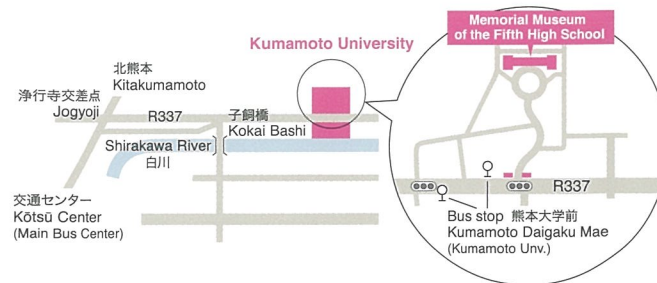 Memorial Museum
of the Fifth High School
Kumamoto University
北熊本
Kitakumamoto
浄行寺交差点
Jogyoji
R337
子飼橋
Kokai Bashi
Shirakawa River
白川
交通センター
Kōtsū Center
(Main Bus Center)
R337
Bus stop 熊本大学前
Kumamoto Daigaku Mae
(Kumamoto Unv.)